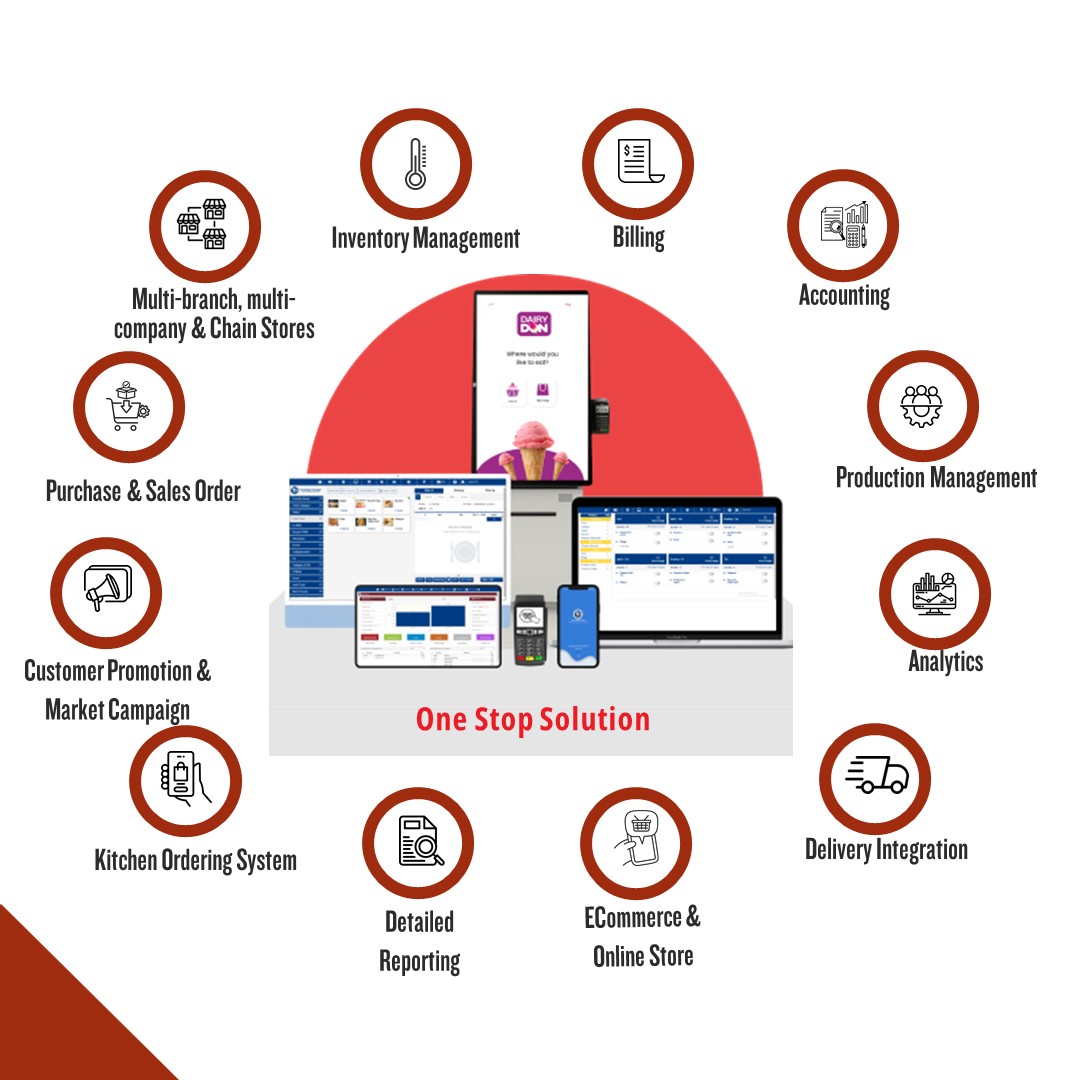 Inventory Management
Billing
Accounting
Multi-branch, multi-
company & Chain Stores
DAIRY
DON
Where would you
like to eat?
Purchase & Sales Order
Production Management
Customer Promotion &
Market Campaign
Analytics
One Stop Solution
Kitchen Ordering System
Delivery Integration
Detailed
Reporting
ECommerce &
Online Store